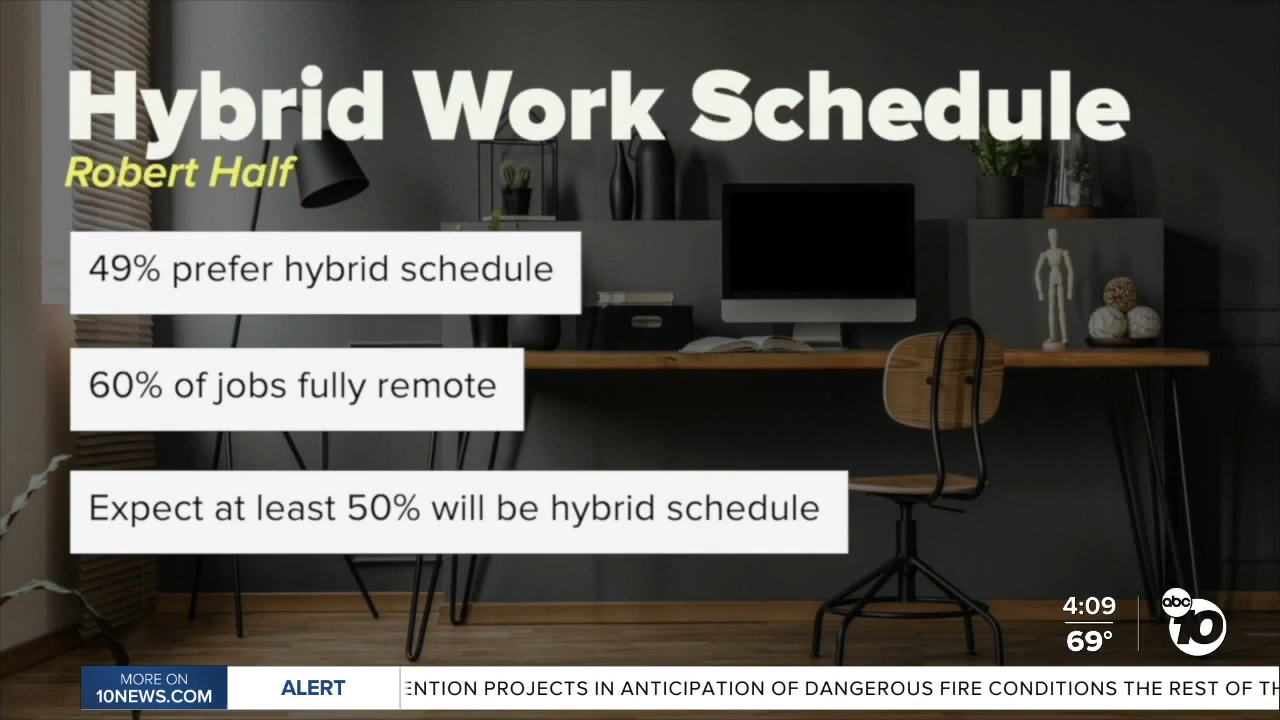 Hybrid Work Schedule
Robert Half
49% prefer hybrid schedule
60% of jobs fully remote
Expect at least 50% will be hybrid schedule
4:09
69°
abc
10
MORE ON
10NEWS.COM
ALERT
PROJECTS IN ANTICIPATION OF DANGEROUS FIRE CONDITIONS THE REST OF